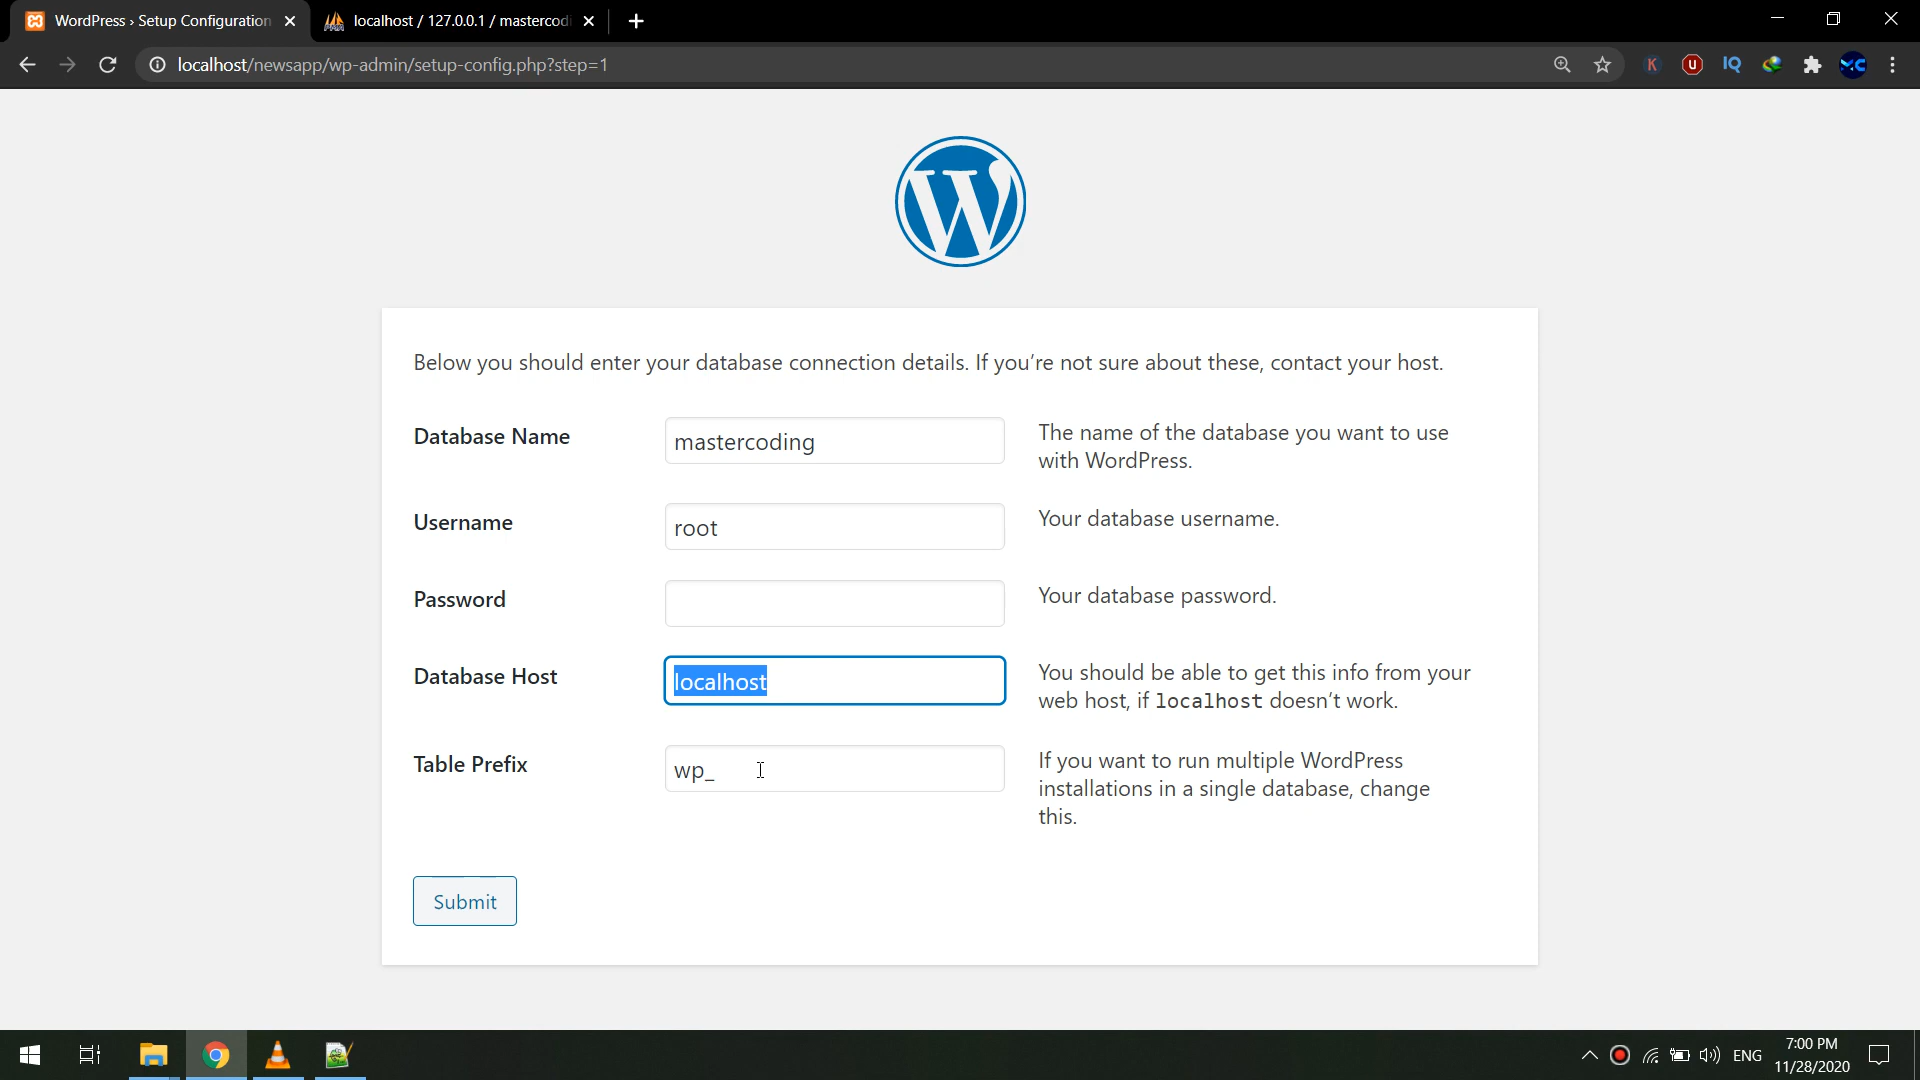 WordPress › Setup Configuration
localhost / 127.0.0.1 / mastercodi
localhost/newsapp/wp-admin/setup-config.php?step=1
Below you should enter your database connection details. If you’re not sure about these, contact your host.
Database Name
mastercoding
The name of the database you want to use
with WordPress.
Username
root
Your database username.
Password
Your database password.
Database Host
localhost
You should be able to get this info from your
web host, if localhost doesn’t work.
Table Prefix
wp_
If you want to run multiple WordPress
installations in a single database, change
this.
Submit
ENG
7:00 PM
11/28/2020